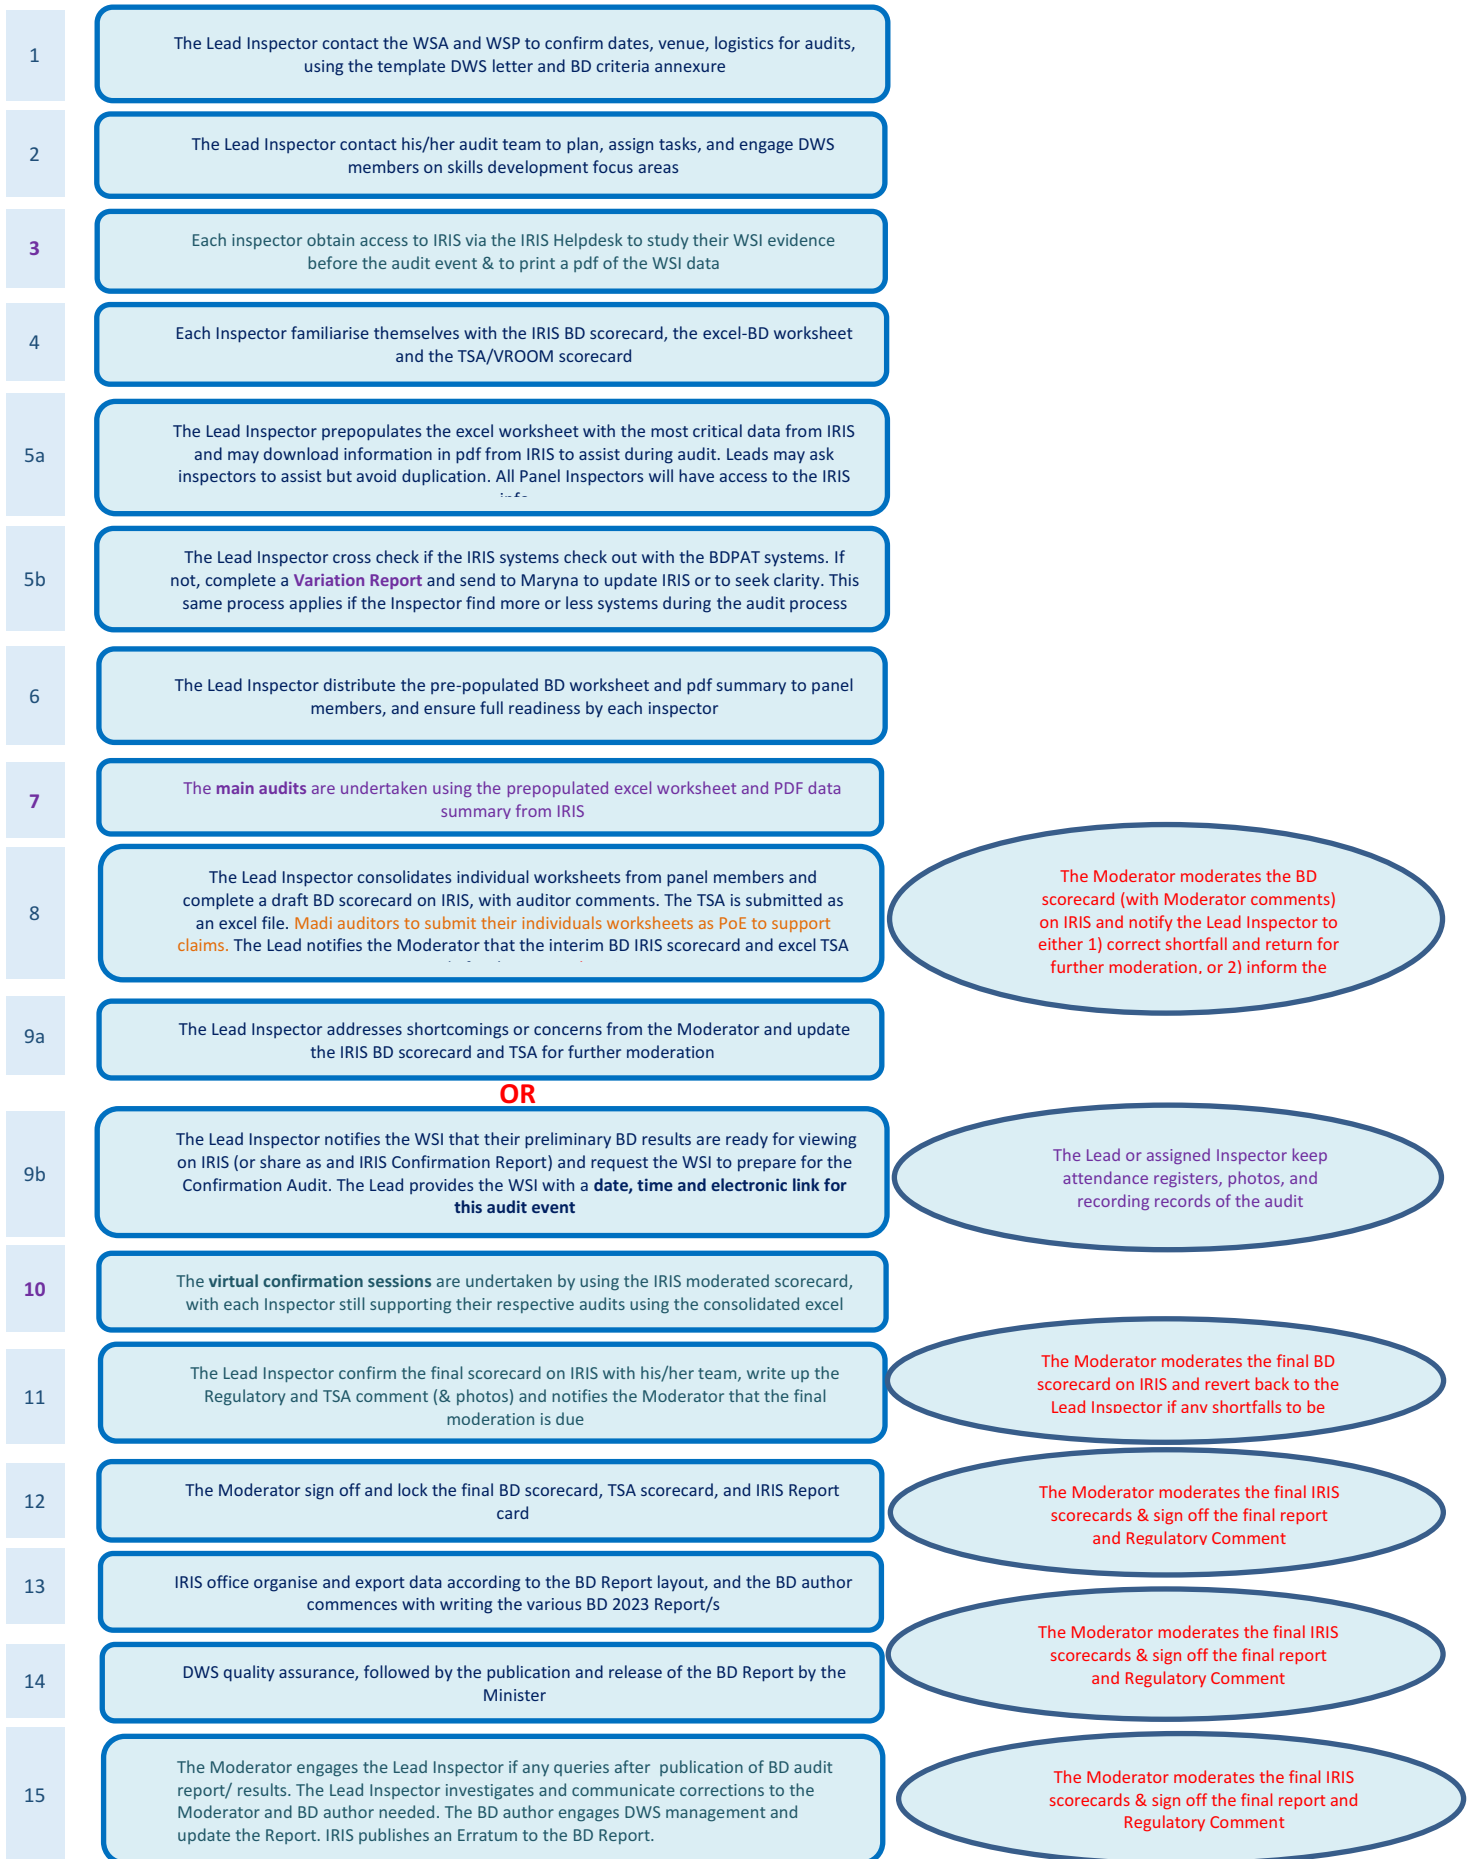 1
The Lead Inspector contact the WSA and WSP to confirm dates, venue, logistics for audits,
using the template DWS letter and BD criteria annexure
2
The Lead Inspector contact his/her audit team to plan, assign tasks, and engage DWS
members on skills development focus areas
3
Each inspector obtain access to IRIS via the IRIS Helpdesk to study their WSI evidence
before the audit event & to print a pdf of the WSI data
4
Each Inspector familiarise themselves with the IRIS BD scorecard, the excel-BD worksheet
and the TSA/VROOM scorecard
5a
The Lead Inspector prepopulates the excel worksheet with the most critical data from IRIS
and may download information in pdf from IRIS to assist during audit. Leads may ask
inspectors to assist but avoid duplication. All Panel Inspectors will have access to the IRIS
5b
The Lead Inspector cross check if the IRIS systems check out with the BDPAT systems. If
not, complete a Variation Report and send to Maryna to update IRIS or to seek clarity. This
same process applies if the Inspector find more or less systems during the audit process
6
The Lead Inspector distribute the pre-populated BD worksheet and pdf summary to panel
members, and ensure full readiness by each inspector
7
The main audits are undertaken using the prepopulated excel worksheet and PDF data
summary from IRIS
8
The Lead Inspector consolidates individual worksheets from panel members and
complete a draft BD scorecard on IRIS, with auditor comments. The TSA is submitted as
an excel file. Madi auditors to submit their individuals worksheets as PoE to support
claims. The Lead notifies the Moderator that the interim BD IRIS scorecard and excel TSA
The Moderator moderates the BD
scorecard (with Moderator comments)
on IRIS and notify the Lead Inspector to
either 1) correct shortfall and return for
further moderation, or 2) inform the
9a
The Lead Inspector addresses shortcomings or concerns from the Moderator and update
the IRIS BD scorecard and TSA for further moderation
OR
9b
The Lead Inspector notifies the WSI that their preliminary BD results are ready for viewing
on IRIS (or share as and IRIS Confirmation Report) and request the WSI to prepare for the
Confirmation Audit. The Lead provides the WSI with a date, time and electronic link for
this audit event
The Lead or assigned Inspector keep
attendance registers, photos, and
recording records of the audit
10
The virtual confirmation sessions are undertaken by using the IRIS moderated scorecard,
with each Inspector still supporting their respective audits using the consolidated excel
11
The Lead Inspector confirm the final scorecard on IRIS with his/her team, write up the
Regulatory and TSA comment (& photos) and notifies the Moderator that the final
moderation is due
The Moderator moderates the final BD
scorecard on IRIS and revert back to the
Lead Inspector if any shortfalls to be
12
The Moderator sign off and lock the final BD scorecard, TSA scorecard, and IRIS Report
card
The Moderator moderates the final IRIS
scorecards & sign off the final report
and Regulatory Comment
13
IRIS office organise and export data according to the BD Report layout, and the BD author
commences with writing the various BD 2023 Report/s
The Moderator moderates the final IRIS
scorecards & sign off the final report
and Regulatory Comment
14
DWS quality assurance, followed by the publication and release of the BD Report by the
Minister
15
The Moderator engages the Lead Inspector if any queries after publication of BD audit
report/ results. The Lead Inspector investigates and communicate corrections to the
Moderator and BD author needed. The BD author engages DWS management and
update the Report. IRIS publishes an Erratum to the BD Report.
The Moderator moderates the final IRIS
scorecards & sign off the final report and
Regulatory Comment